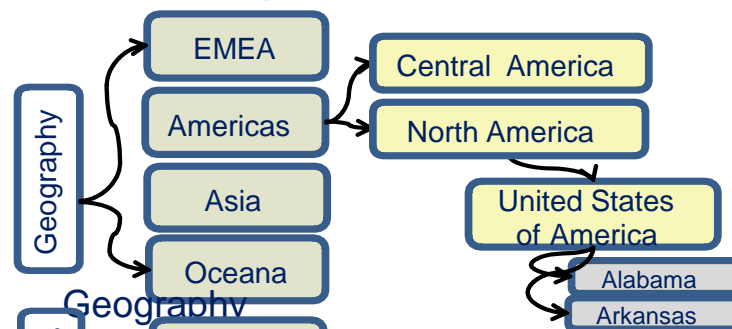 EMEA
Central America
Americas
North America
Geography
Asia
United States
of America
Oceana
Alabama
Geography
Arkansas